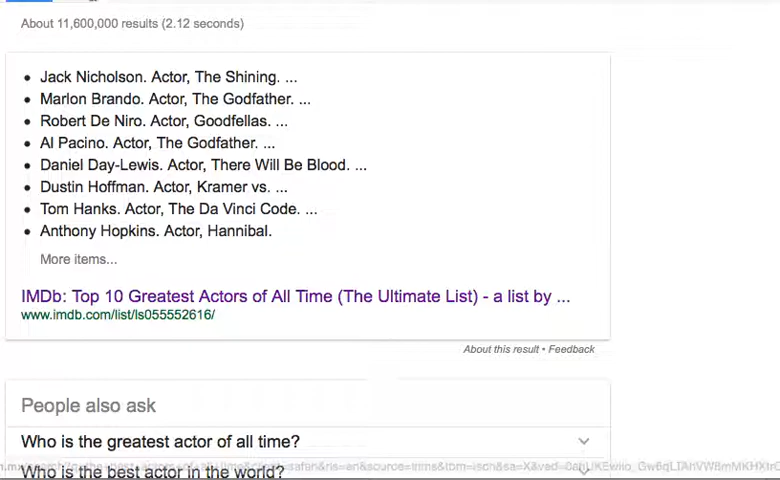 About 11,600,000 results (2.12 seconds)
• Jack Nicholson. Actor, The Shining. ...
• Marlon Brando. Actor, The Godfather. ...
• Robert De Niro. Actor, Goodfellas. ...
• Al Pacino. Actor, The Godfather. ...
• Daniel Day-Lewis. Actor, There Will Be Blood. ...
• Dustin Hoffman. Actor, Kramer vs. ...
• Tom Hanks. Actor, The Da Vinci Code. ...
• Anthony Hopkins. Actor, Hannibal.
More items...
IMDb: Top 10 Greatest Actors of All Time (The Ultimate List) - a list by ...
www.imdb.com/list/ls055552616/
About this result • Feedback
People also ask
Who is the greatest actor of all time?
Who is the best actor in the world?